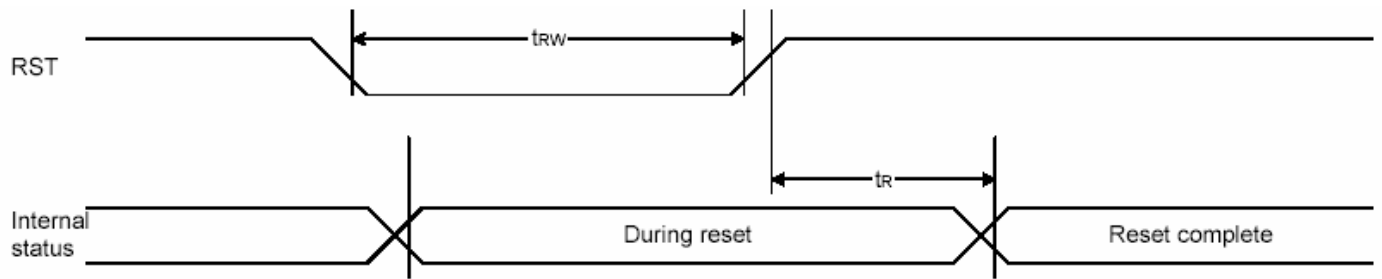 tRW
RST
tR
Internal
status
During reset
Reset complete